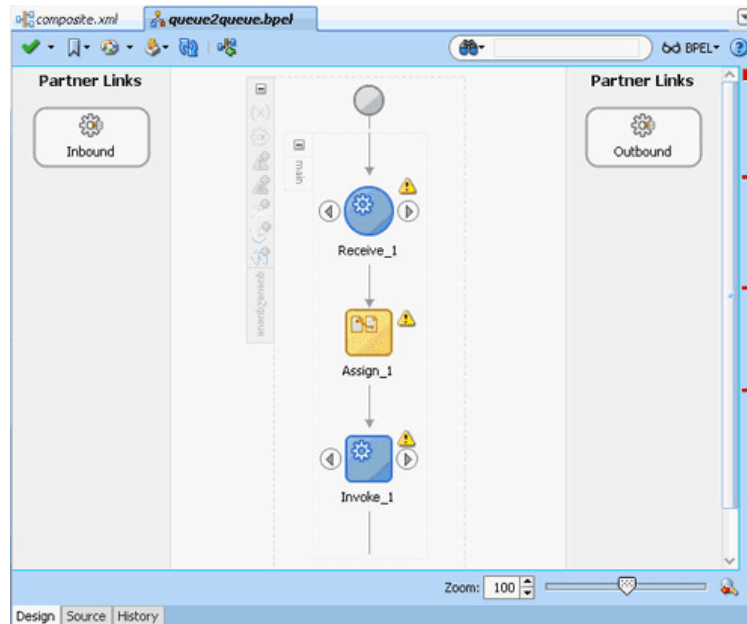 composite.xml
queue2queue.bpel
BPEL
Partner Links
Inbound
main
queue2queue
Receive_1
Assign_1
Invoke_1
Partner Links
Outbound
Zoom: 100
Design Source History